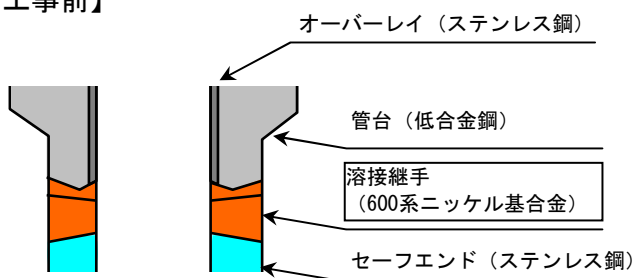 工事前】
オーバーレイ（ステンレス鋼）
管台（低合金鋼）
溶接継手
（600系ニッケル基合金）
セーフエンド（ステンレス鋼）